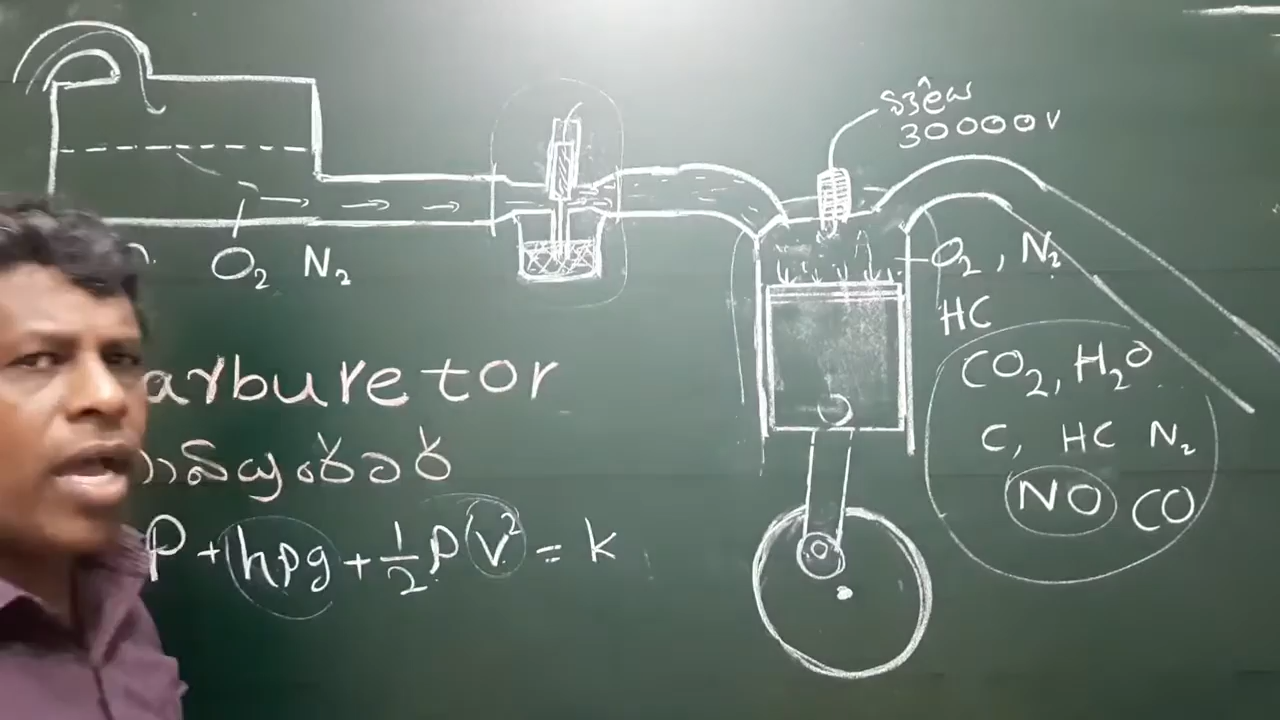 30000V
O₂ N₂
O₂, N₂
HC
arburetor
CO₂, H₂O
C, HC N₂
NO CO
P + hρg + ½ρv² = k